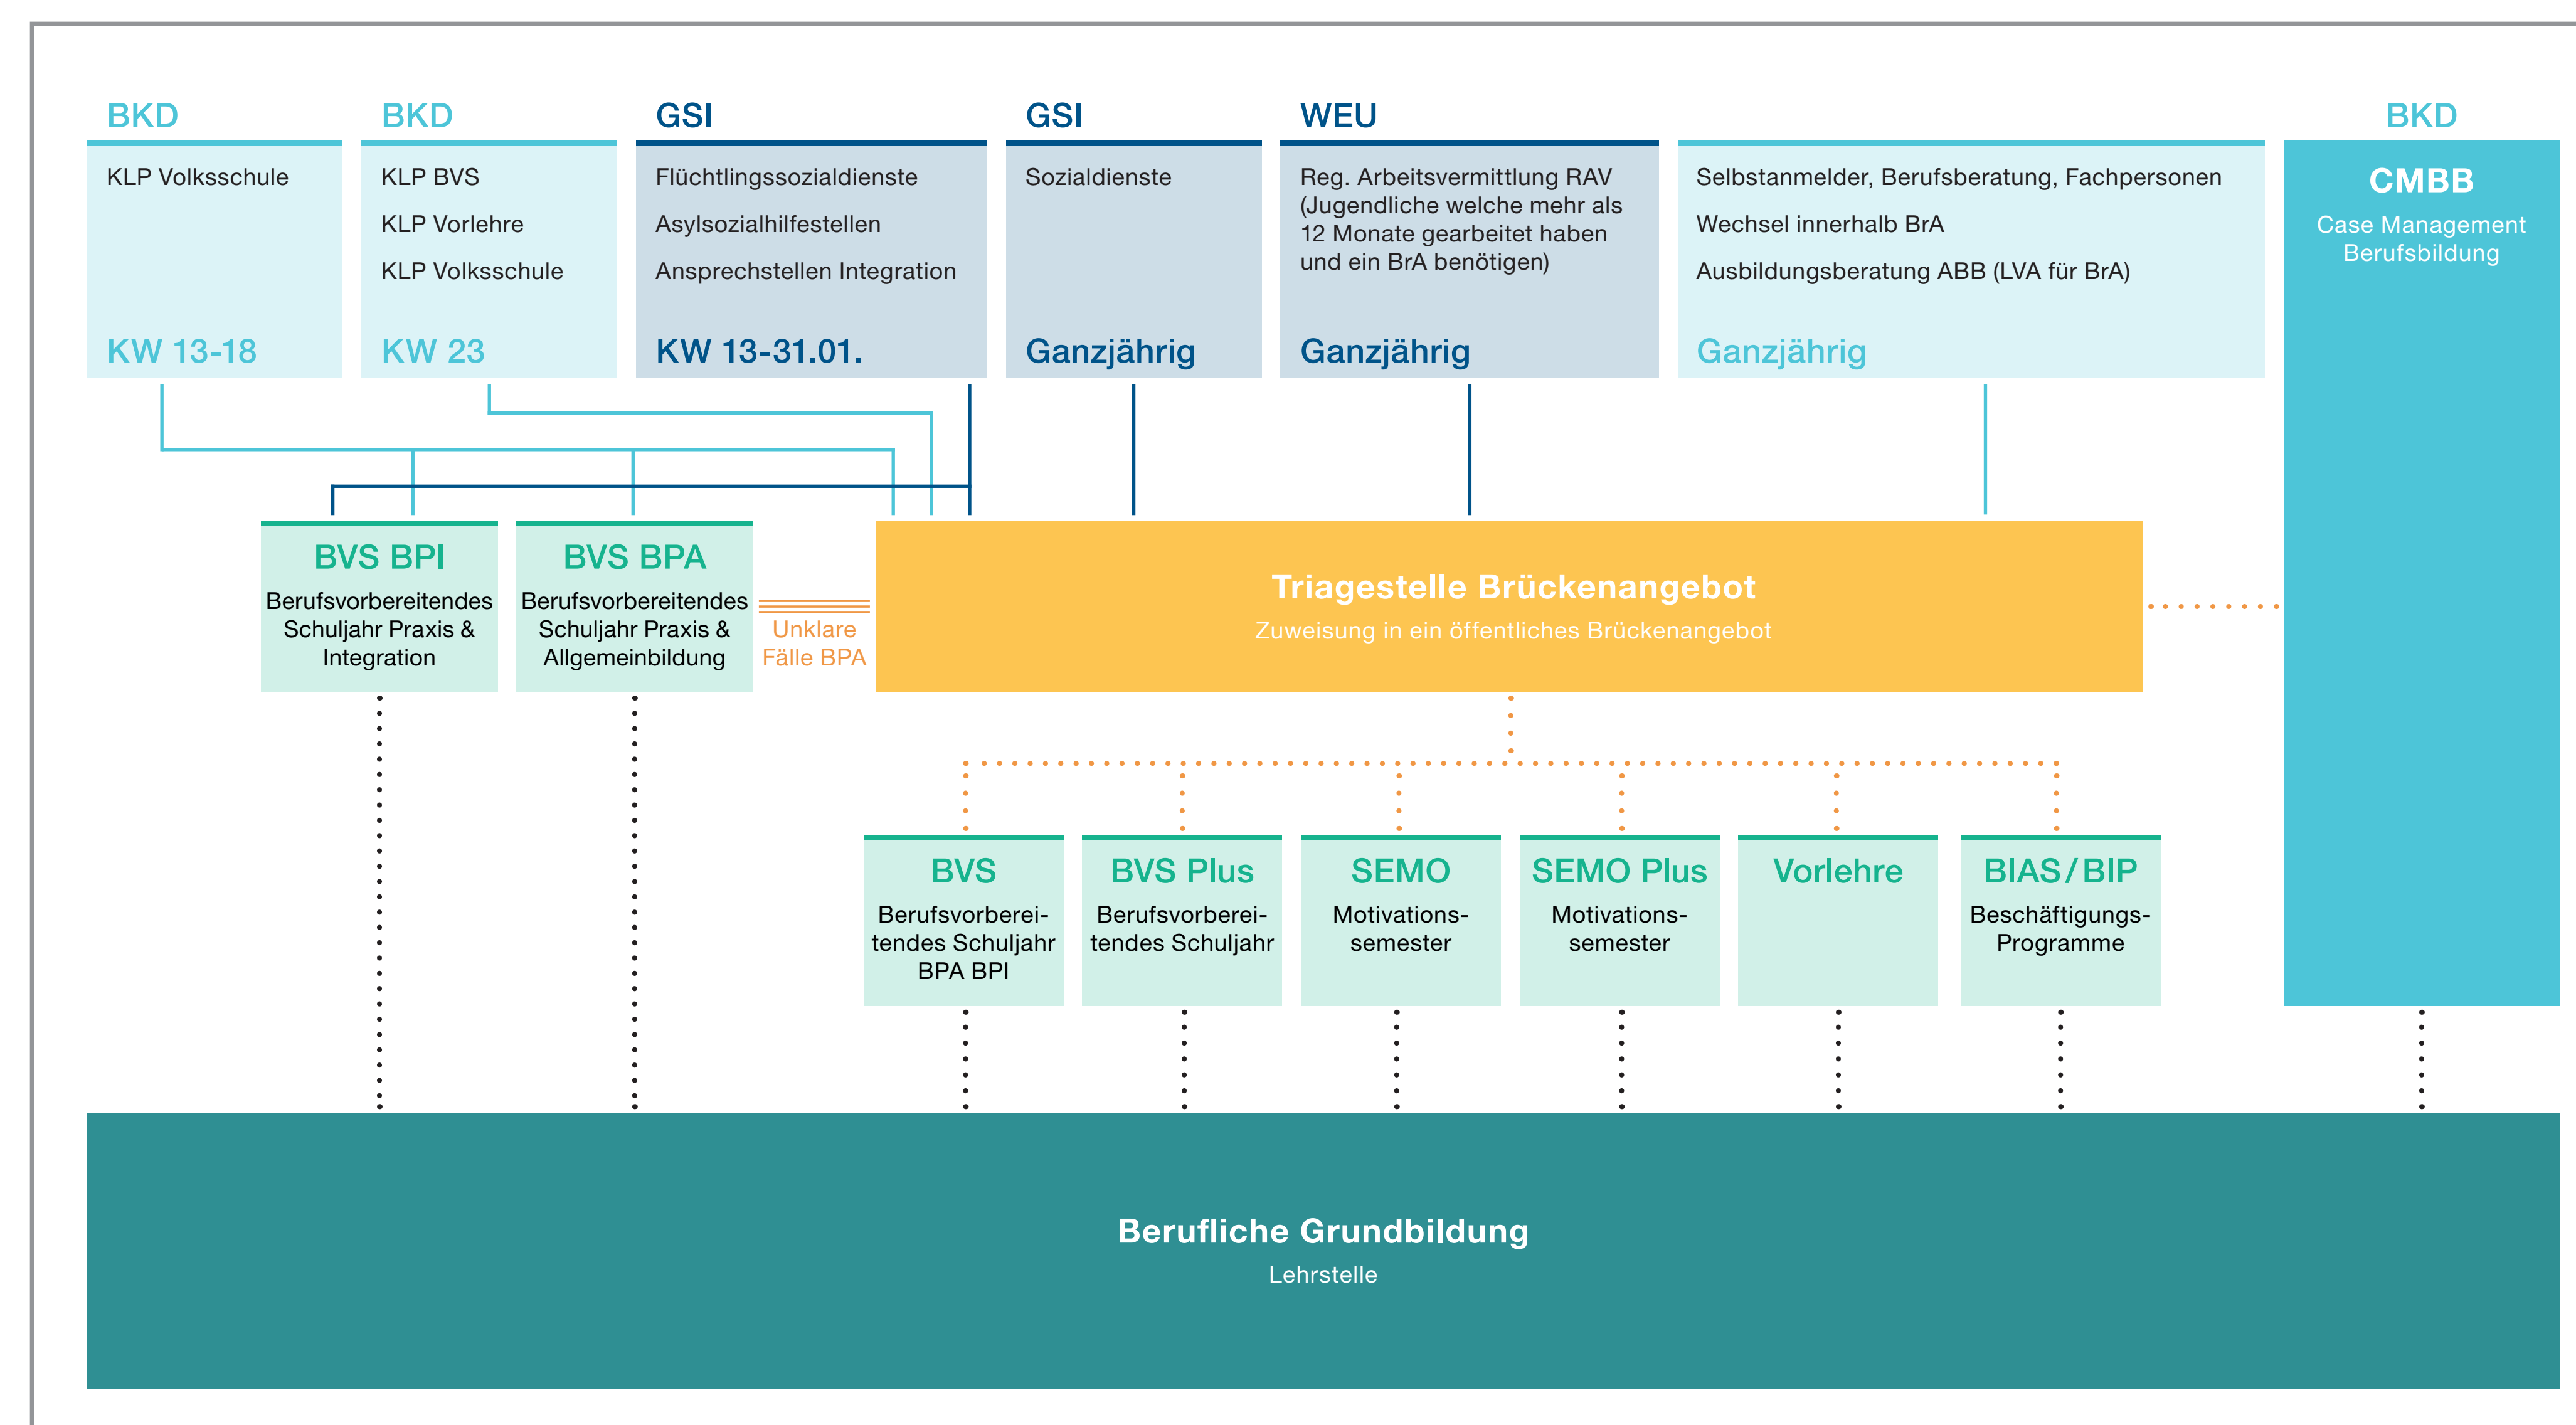 BKD
KLP Volksschule
KW 13-18
BKD
KLP BVS
KLP Vorlehre
KLP Volksschule
KW 23
GSI
Flüchtlingssozialdienste
Asylsozialhilfestellen
Ansprechstellen Integration
KW 13-31.01.
GSI
Sozialdienste
Ganzjährig
WEU
Reg. Arbeitsvermittlung RAV
(Jugendliche welche mehr als
12 Monate gearbeitet haben
und ein BrA benötigen)
Ganzjährig
Selbstanmelder, Berufsberatung, Fachpersonen
Wechsel innerhalb BrA
Ausbildungsberatung ABB (LVA für BrA)
Ganzjährig
BKD
CMBB
Case Management
Berufsbildung
BVS BPI
Berufsvorbereitendes
Schuljahr Praxis &
Integration
BVS BPA
Berufsvorbereitendes
Schuljahr Praxis &
Allgemeinbildung
Unklare
Fälle BPA
Triagestelle Brückenangebot
Zuweisung in ein öffentliches Brückenangebot
BVS
Berufsvorberei-
tendes Schuljahr
BPA BPI
BVS Plus
Berufsvorberei-
tendes Schuljahr
SEMO
Motivations-
semester
SEMO Plus
Motivations-
semester
Vorlehre
BIAS/BIP
Beschäftigungs-
Programme
Berufliche Grundbildung
Lehrstelle